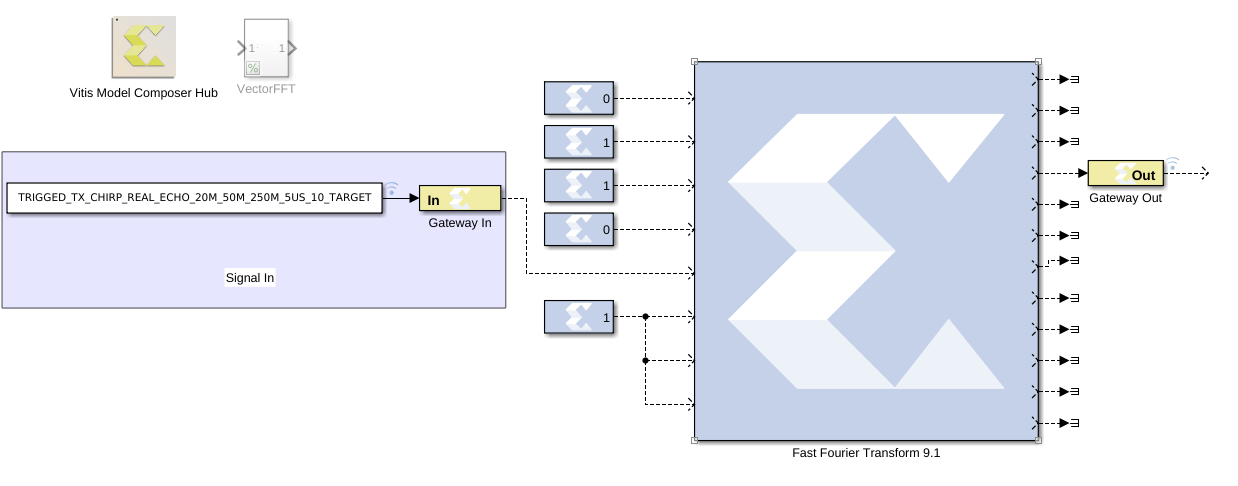 1
1
%
Vitis Model Composer Hub
VectorFFT
0
1
1
0
TRIGGED_TX_CHIRP_REAL_ECHO_20M_50M_250M_5US_10_TARGET
In
Gateway In
Signal In
1
Out
Gateway Out
Fast Fourier Transform 9.1